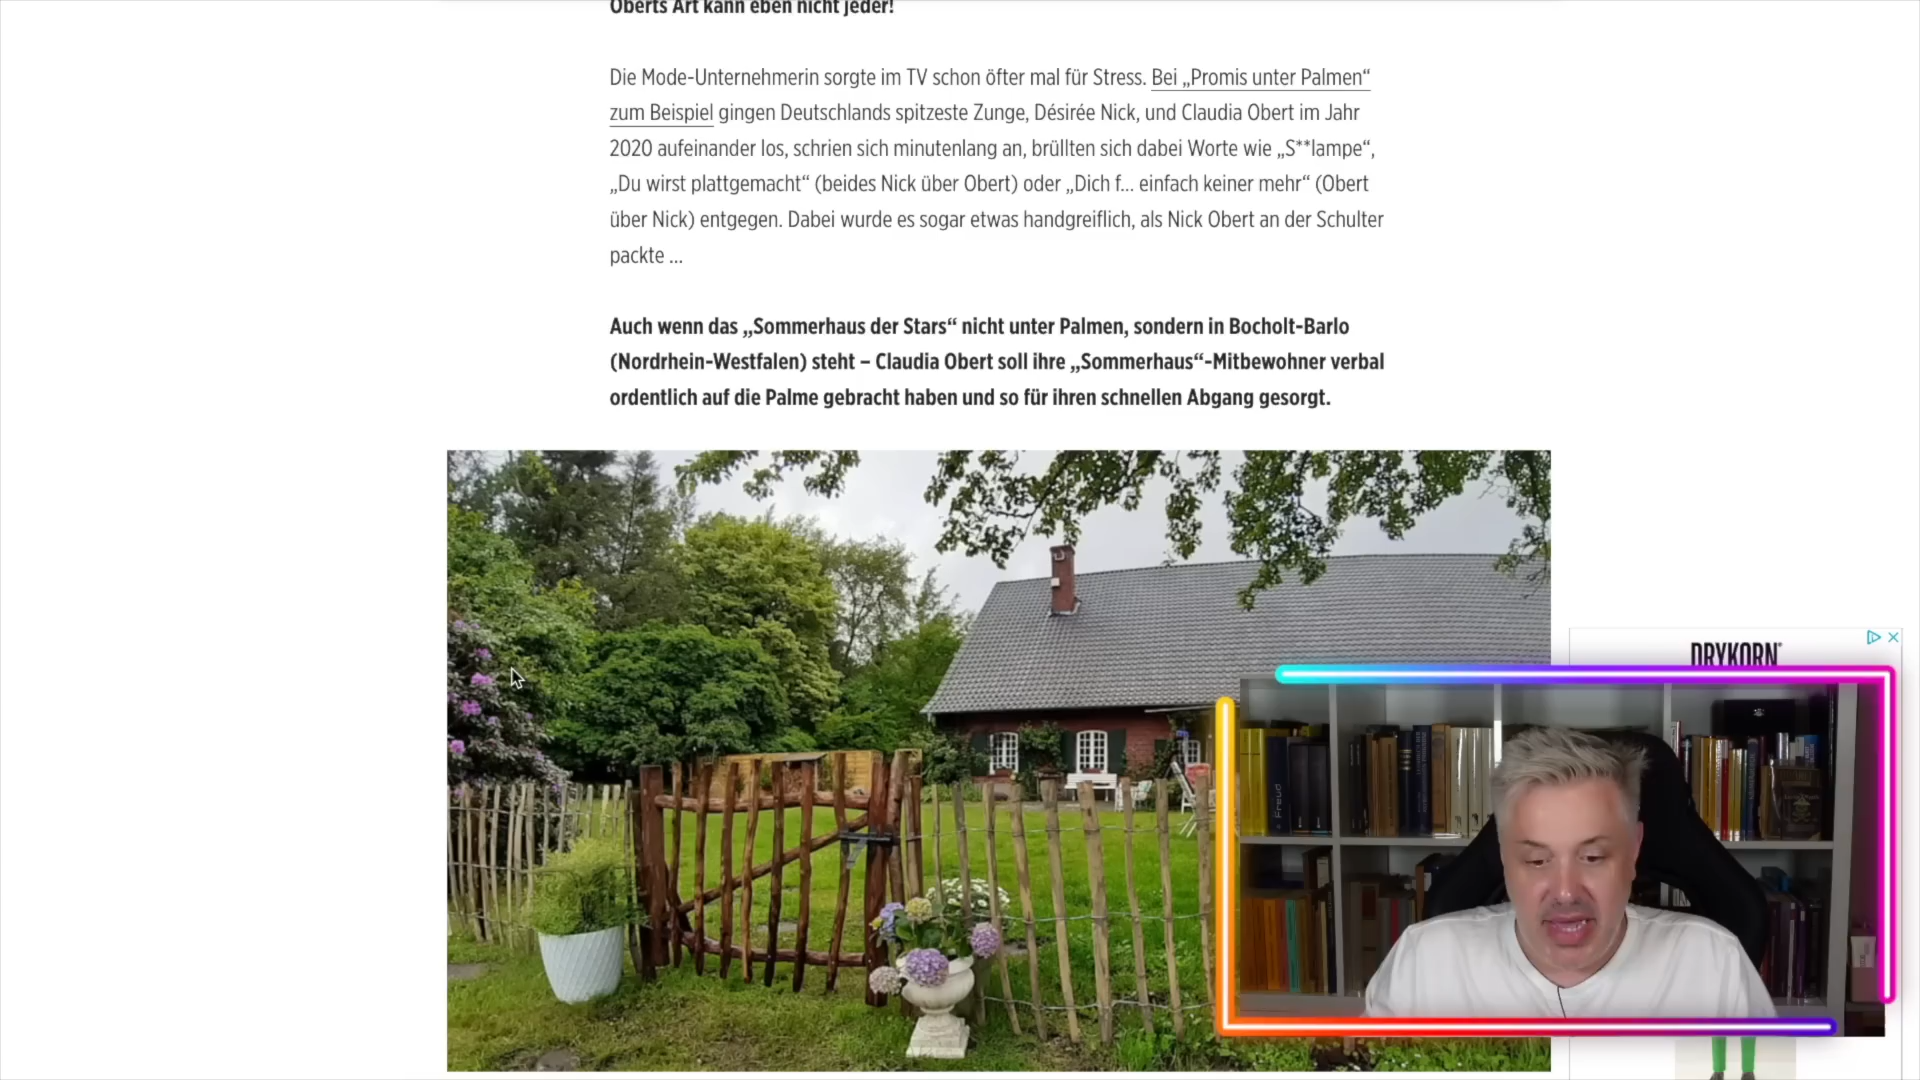 Oberts Art kann eben nicht jeder!
Die Mode-Unternehmerin sorgte im TV schon öfter mal für Stress. Bei „Promis unter Palmen“
zum Beispiel gingen Deutschlands spitzeste Zunge, Désirée Nick, und Claudia Obert im Jahr
2020 aufeinander los, schrien sich minutenlang an, brüllten sich dabei Worte wie „S**lampe“,
„Du wirst plattgemacht“ (beides Nick über Obert) oder „Dich f... einfach keiner mehr“ (Obert
über Nick) entgegen. Dabei wurde es sogar etwas handgreiflich, als Nick Obert an der Schulter
packte ...
Auch wenn das „Sommerhaus der Stars“ nicht unter Palmen, sondern in Bocholt-Barlo
(Nordrhein-Westfalen) steht – Claudia Obert soll ihre „Sommerhaus“-Mitbewohner verbal
ordentlich auf die Palme gebracht haben und so für ihren schnellen Abgang gesorgt.
DRYKORN
Freud